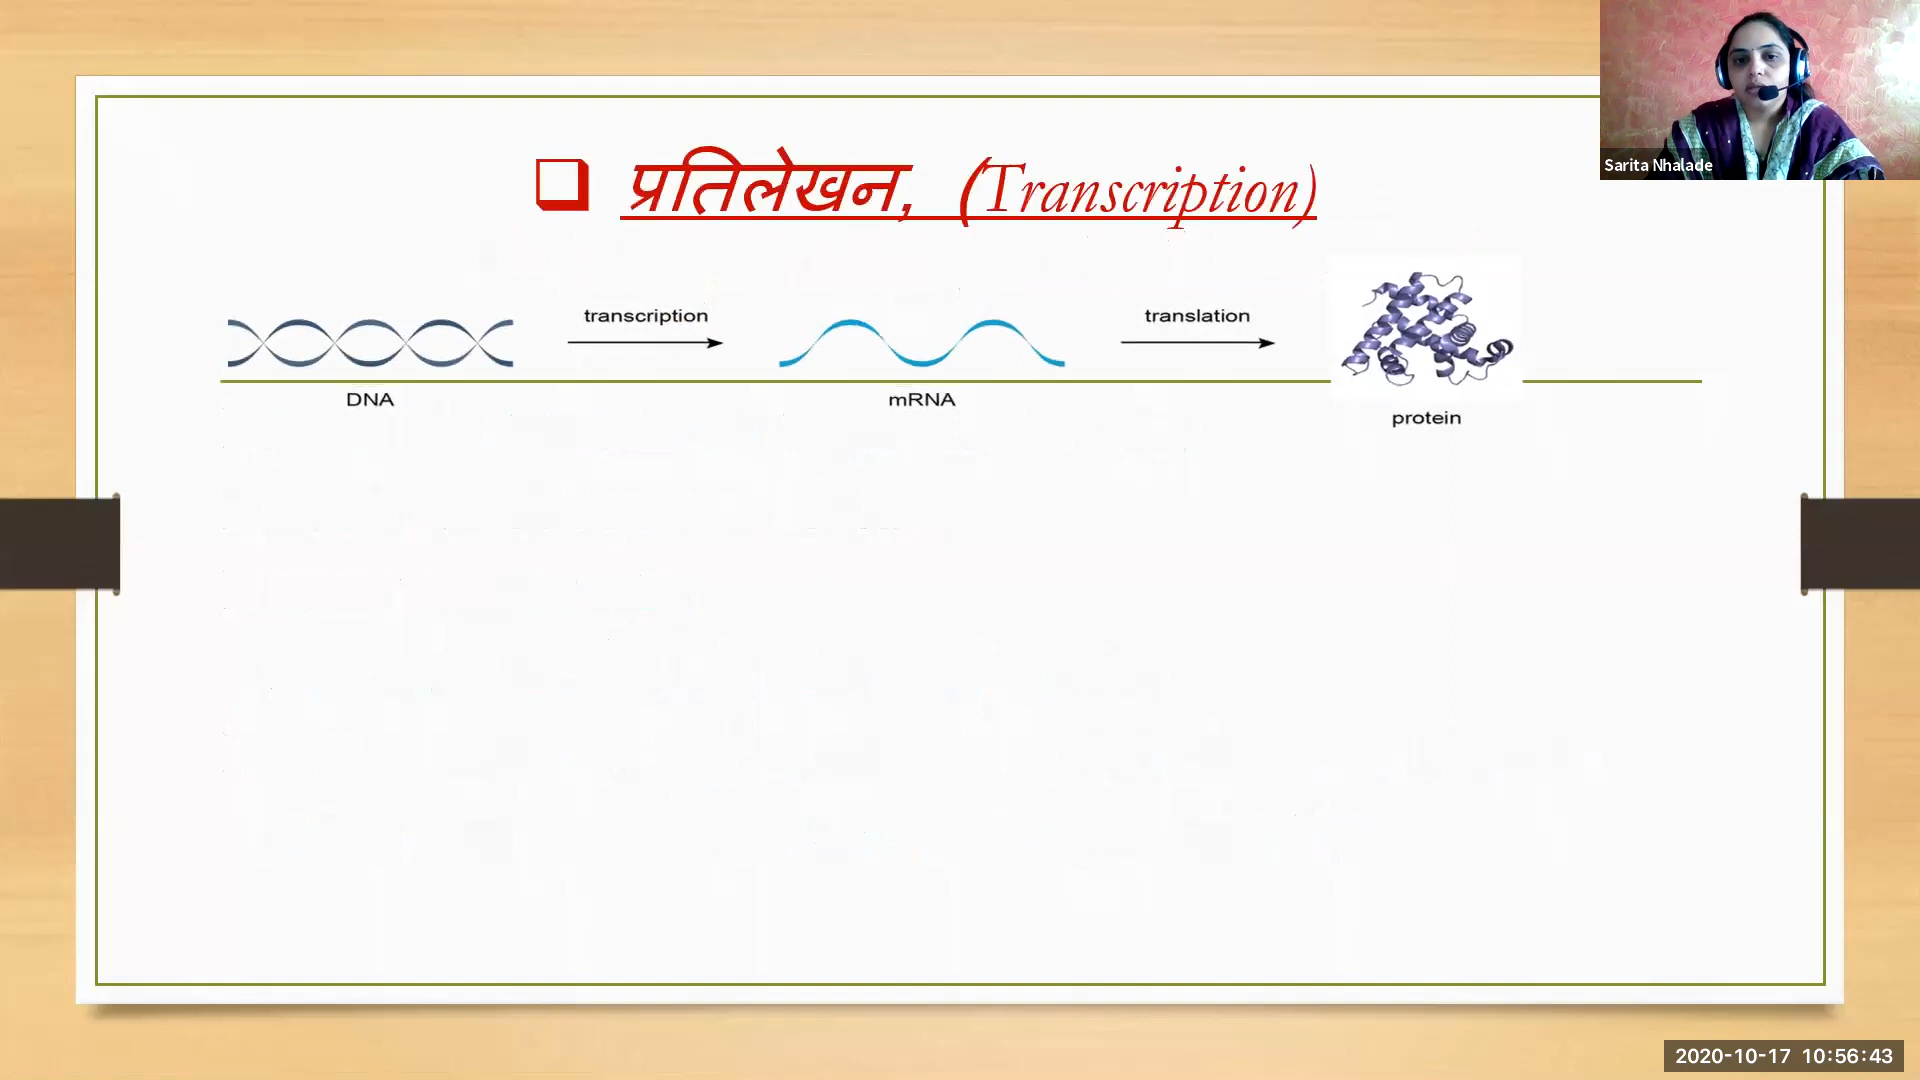 प्रतिलेखन, (Transcription)
transcription
translation
DNA
mRNA
protein
Sarita Nhalade
2020-10-17 10:56:43